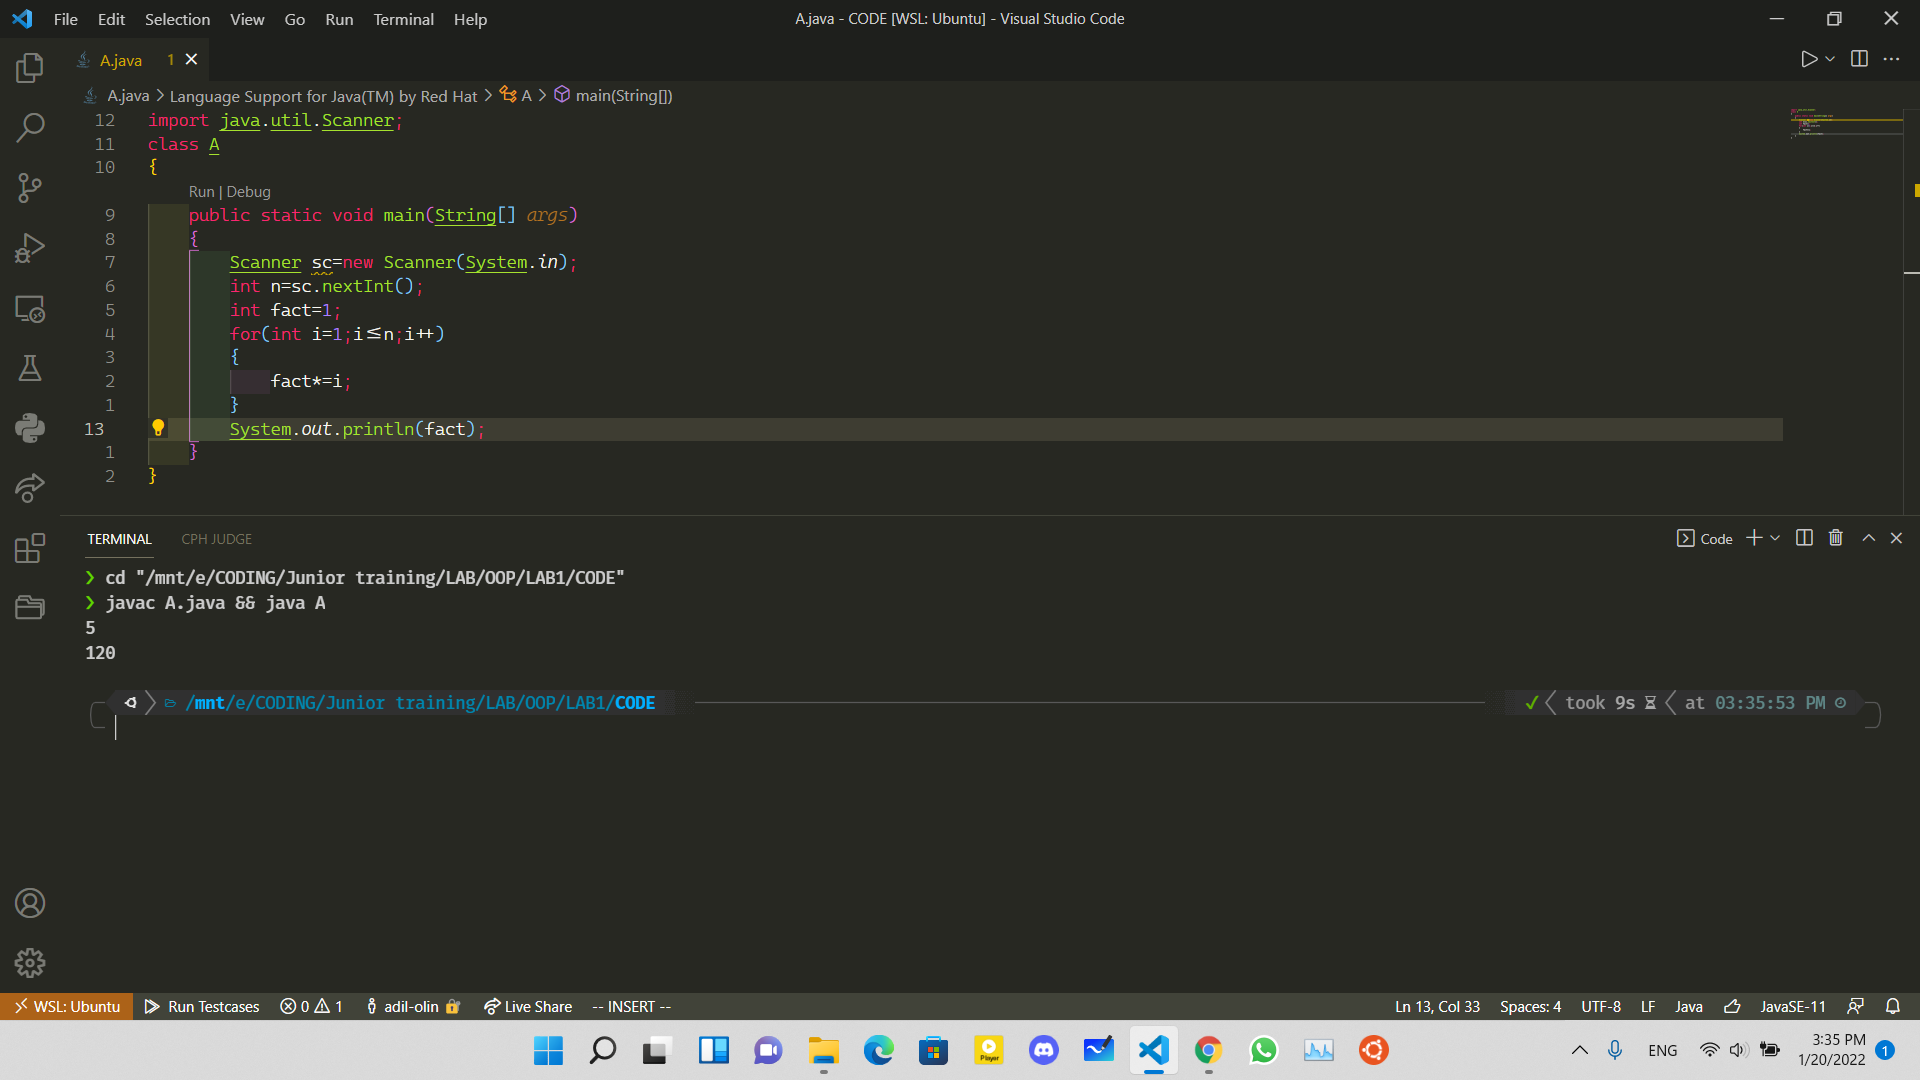 File Edit Selection View Go Run Terminal Help
A.java - CODE [WSL: Ubuntu] - Visual Studio Code
A.java 1
A.java > Language Support for Java(TM) by Red Hat > A > main(String[])
12 import java.util.Scanner;
11 class A
10 {
Run | Debug
9 public static void main(String[] args)
8 {
7 Scanner sc=new Scanner(System.in);
6 int n=sc.nextInt();
5 int fact=1;
4 for(int i=1;i≤n;i++)
3 {
2 fact*=i;
1 }
13 System.out.println(fact);
1 }
2 }
TERMINAL CPH JUDGE
Code
❯ cd "/mnt/e/CODING/Junior training/LAB/OOP/LAB1/CODE"
❯ javac A.java && java A
5
120
/mnt/e/CODING/Junior training/LAB/OOP/LAB1/CODE
✓ took 9s at 03:35:53 PM
WSL: Ubuntu Run Testcases 0 1 adil-olin Live Share -- INSERT --
Ln 13, Col 33 Spaces: 4 UTF-8 LF Java JavaSE-11
Player
ENG
3:35 PM
1/20/2022
1